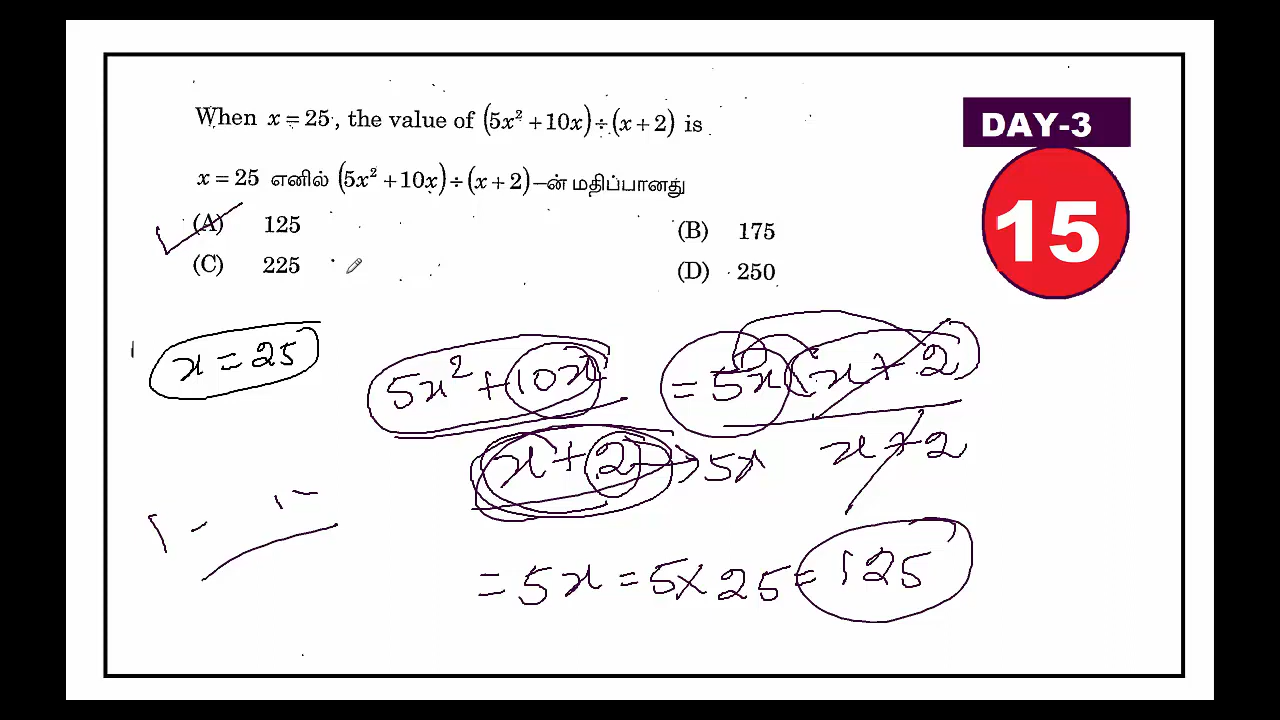 When x = 25, the value of (5x² + 10x) ÷ (x + 2) is
x = 25 எனில் (5x² + 10x) ÷ (x + 2) –ன் மதிப்பானது
(A) 125
(B) 175
(C) 225
(D) 250
DAY-3
15
x = 25
5x² + 10x = 5x (x + 2)
x + 2 → 5x x + 2
= 5x = 5 × 25 = 125